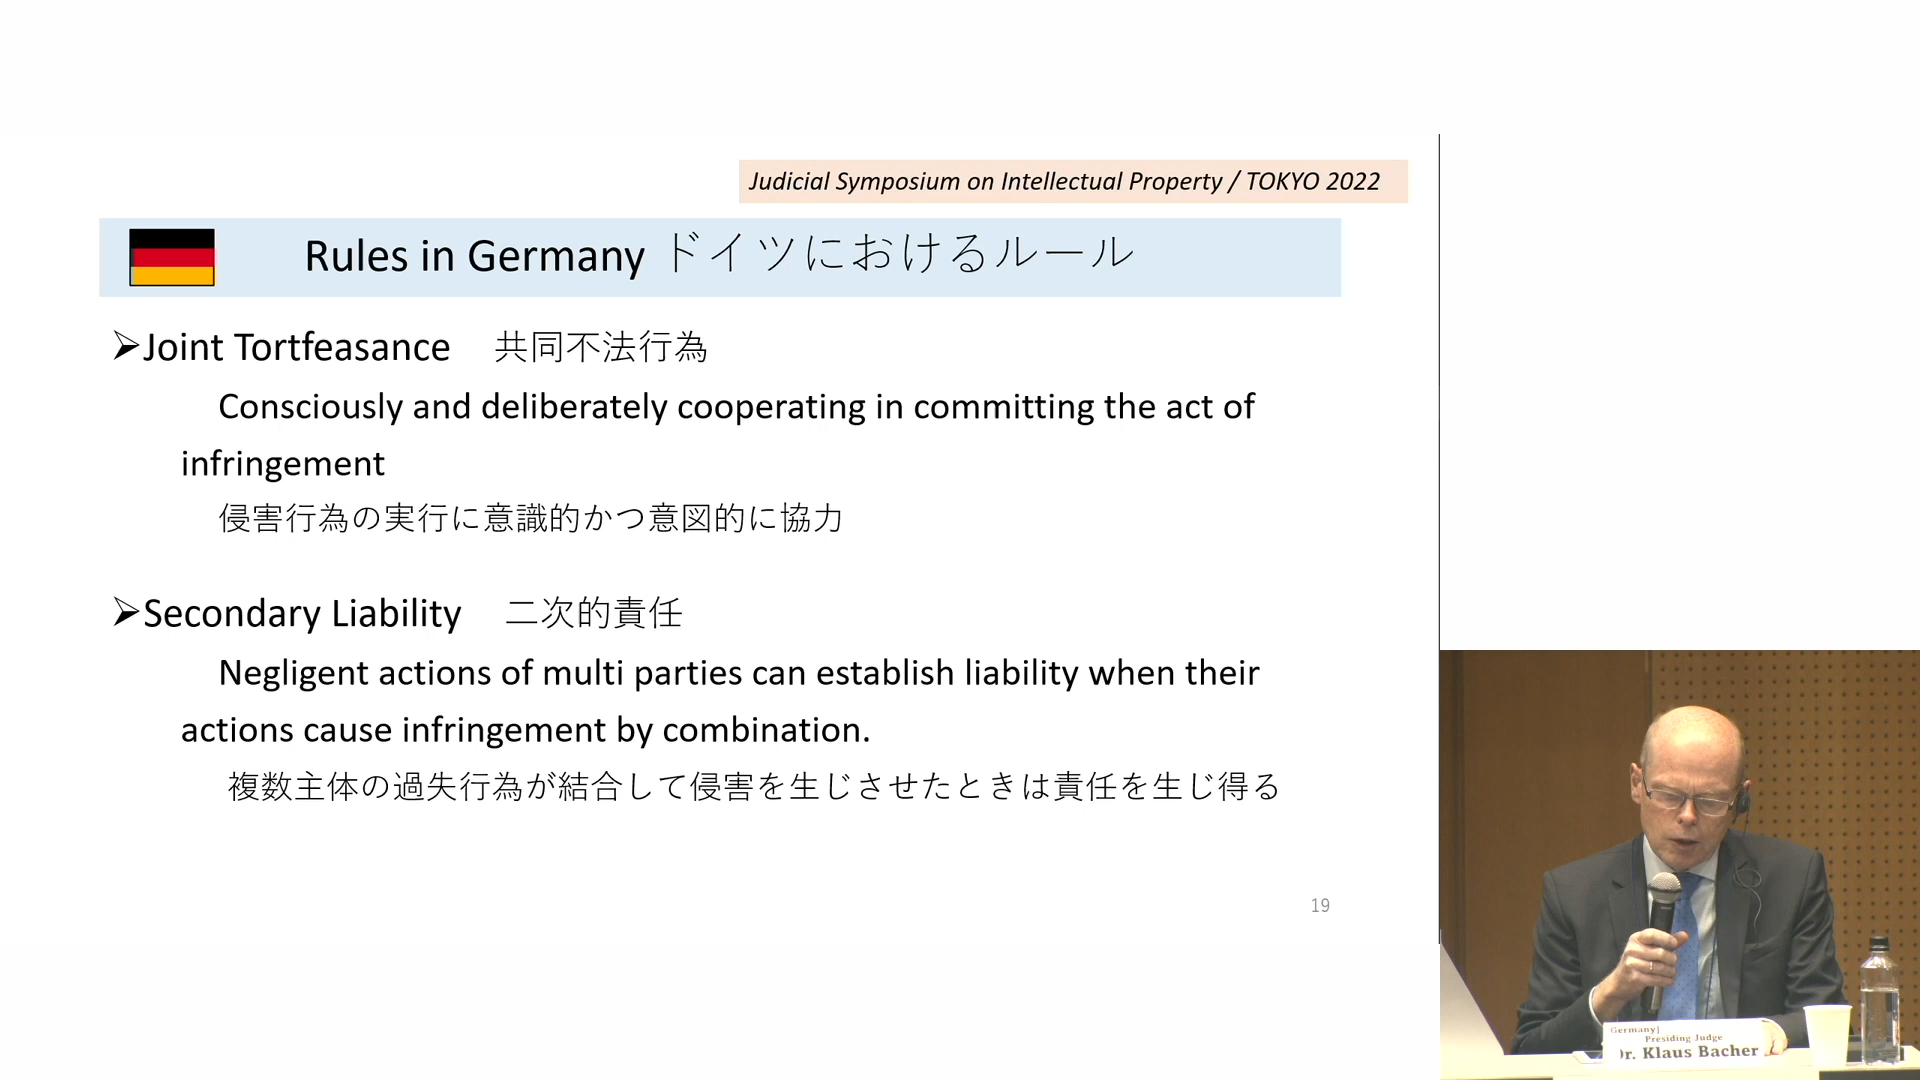 Judicial Symposium on Intellectual Property / TOKYO 2022
Rules in Germany ドイツにおけるルール
Joint Tortfeasance 共同不法行為
Consciously and deliberately cooperating in committing the act of
infringement
侵害行為の実行に意識的かつ意図的に協力
Secondary Liability 二次的責任
Negligent actions of multi parties can establish liability when their
actions cause infringement by combination.
複数主体の過失行為が結合して侵害を生じさせたときは責任を生じ得る
19
Germany]
Presiding Judge
Dr. Klaus Bacher